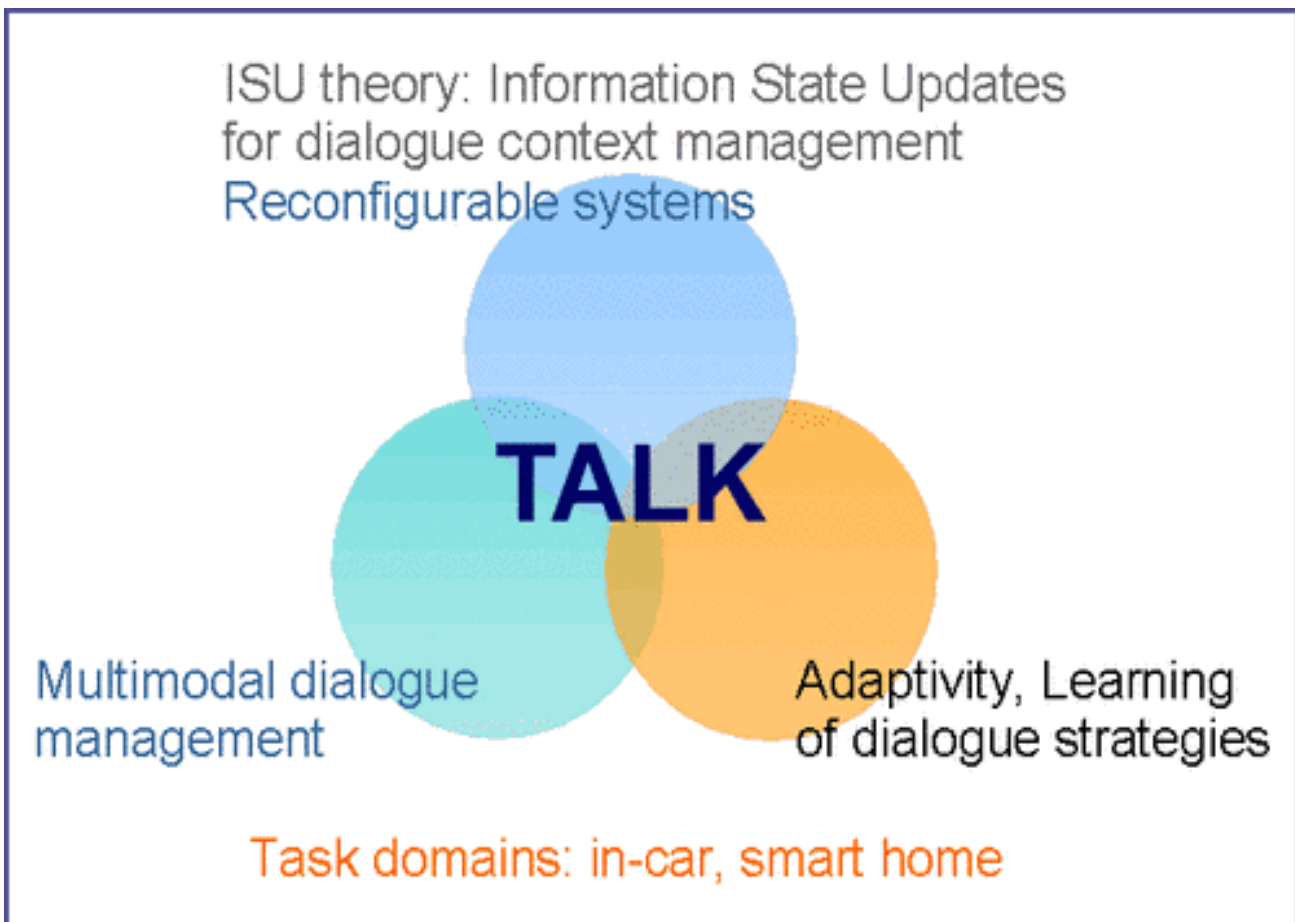 ISU theory: Information State Updates
for dialogue context management
Reconfigurable systems
TALK
Multimodal dialogue
management
Adaptivity, Learning
of dialogue strategies
Task domains: in-car, smart home